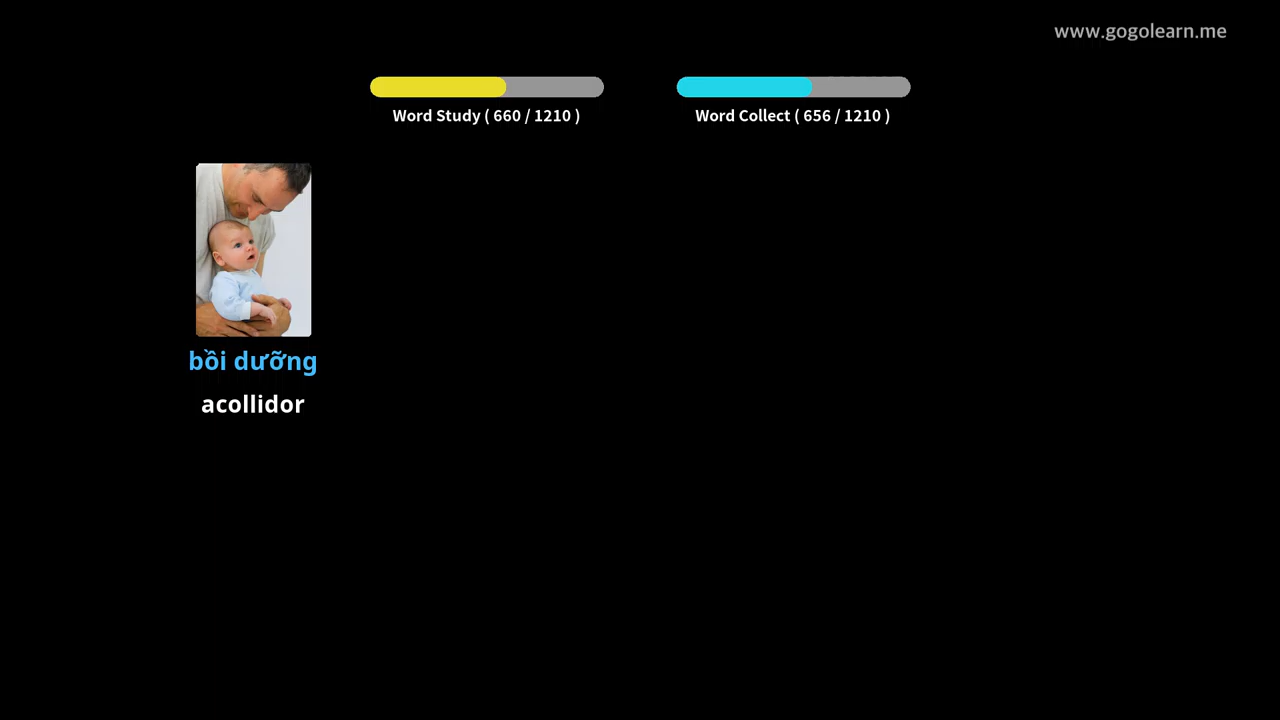 www.gogolearn.me
Word Study ( 660 / 1210 )
Word Collect ( 656 / 1210 )
bồi dưỡng
acollidor